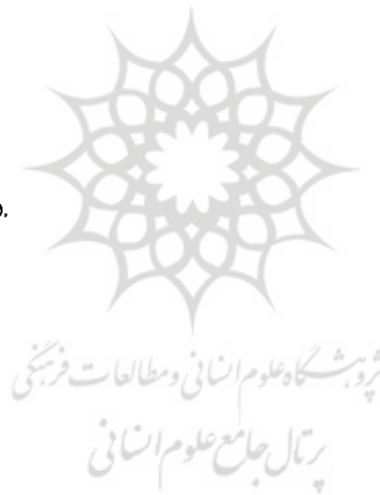 پژوهشگاه علوم انسانی و مطالعات فرهنگی
پرتال جامع علوم انسانی